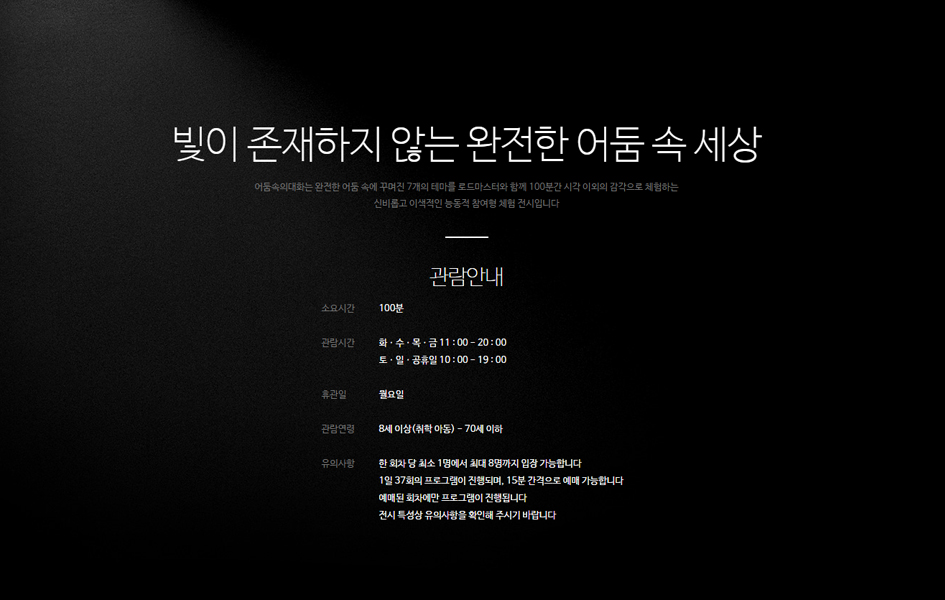 빛이 존재하지 않는 완전한 어둠 속 세상
어둠속의대화는 완전한 어둠 속에 꾸며진 7개의 테마를 로드마스터와 함께 100분간 시각 이외의 감각으로 체험하는
신비롭고 이색적인 능동적 참여형 체험 전시입니다
관람안내
소요시간 100분
관람시간 화 · 수 · 목 · 금 11 : 00 - 20 : 00
토 · 일 · 공휴일 10 : 00 - 19 : 00
휴관일 월요일
관람연령 8세 이상(취학 아동) - 70세 이하
유의사항 한 회차 당 최소 1명에서 최대 8명까지 입장 가능합니다
1일 37회의 프로그램이 진행되며, 15분 간격으로 예매 가능합니다
예매된 회차에만 프로그램이 진행됩니다
전시 특성상 유의사항을 확인해 주시기 바랍니다